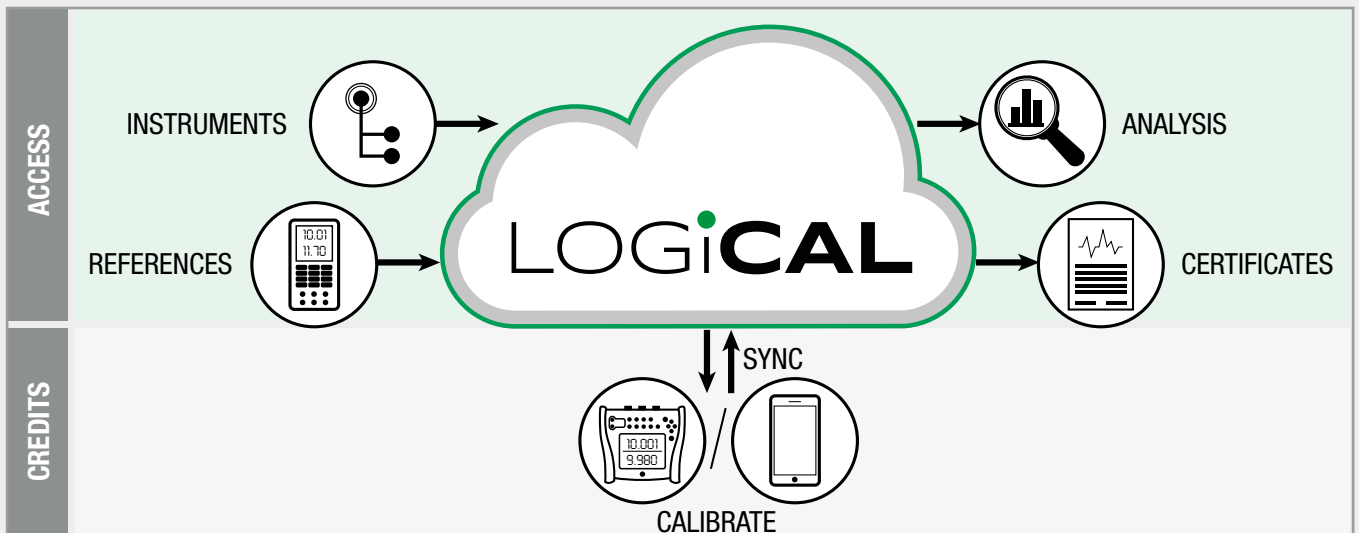 ACCESS
INSTRUMENTS
ANALYSIS
10.01
11.70
REFERENCES
LOGiCAL
CERTIFICATES
CREDITS
SYNC
10.001
9.980
CALIBRATE